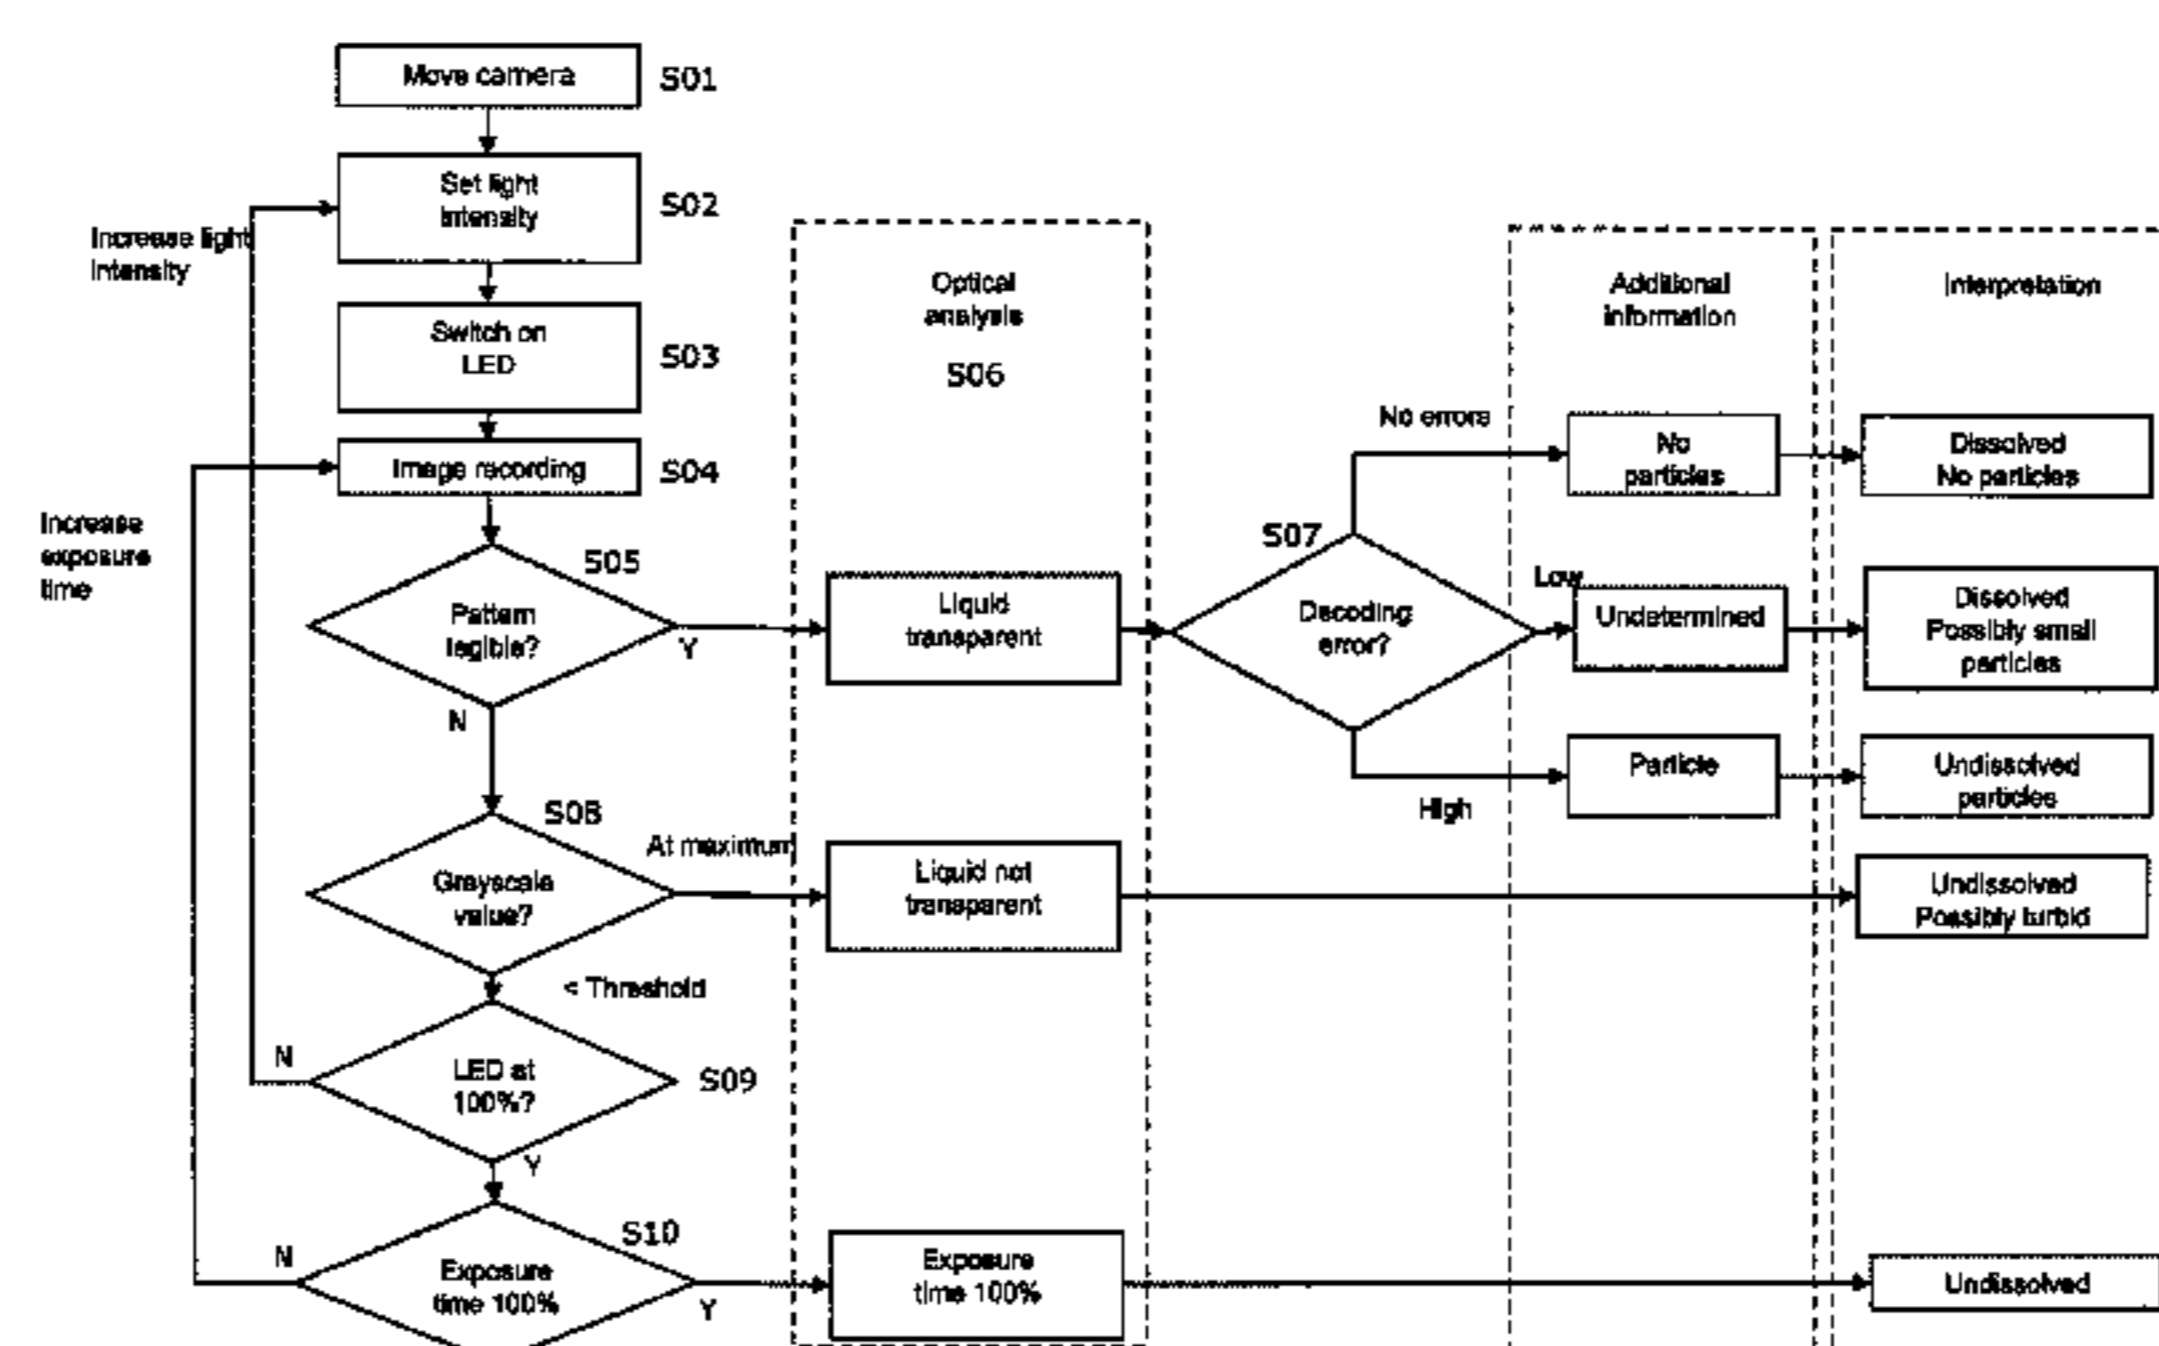 Move camera
S01
Set light
intensity
S02
Increase light
intensity
Switch on
LED
S03
Image recording
S04
Increase
exposure
time
Pattern
legible?
S05
Y
N
Optical
analysis
S06
Liquid
transparent
S07
Decoding
error?
No errors
Low
High
Additional
information
No
particles
Undetermined
Particle
Interpretation
Dissolved
No particles
Dissolved
Possibly small
particles
Undissolved
particles
S08
Grayscale
value?
At maximum
Liquid not
transparent
Undissolved
Possibly turbid
< Threshold
N
LED at
100%?
S09
Y
N
S10
Exposure
time 100%
Y
Exposure
time 100%
Undissolved